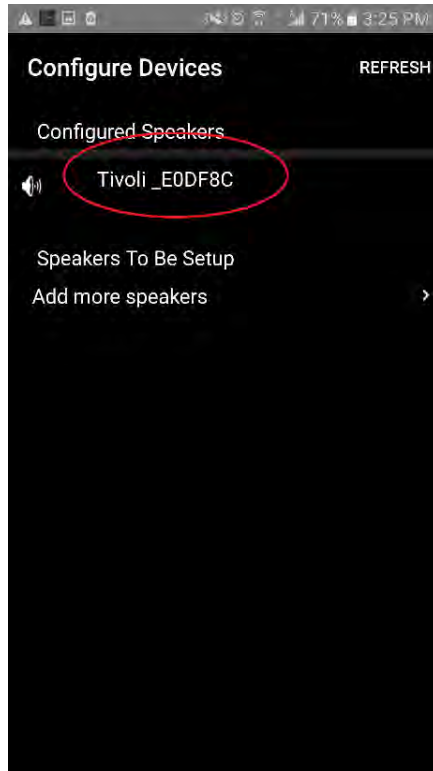 71% 3:25 PM
Configure Devices REFRESH
Configured Speakers
Tivoli _E0DF8C
Speakers To Be Setup
Add more speakers